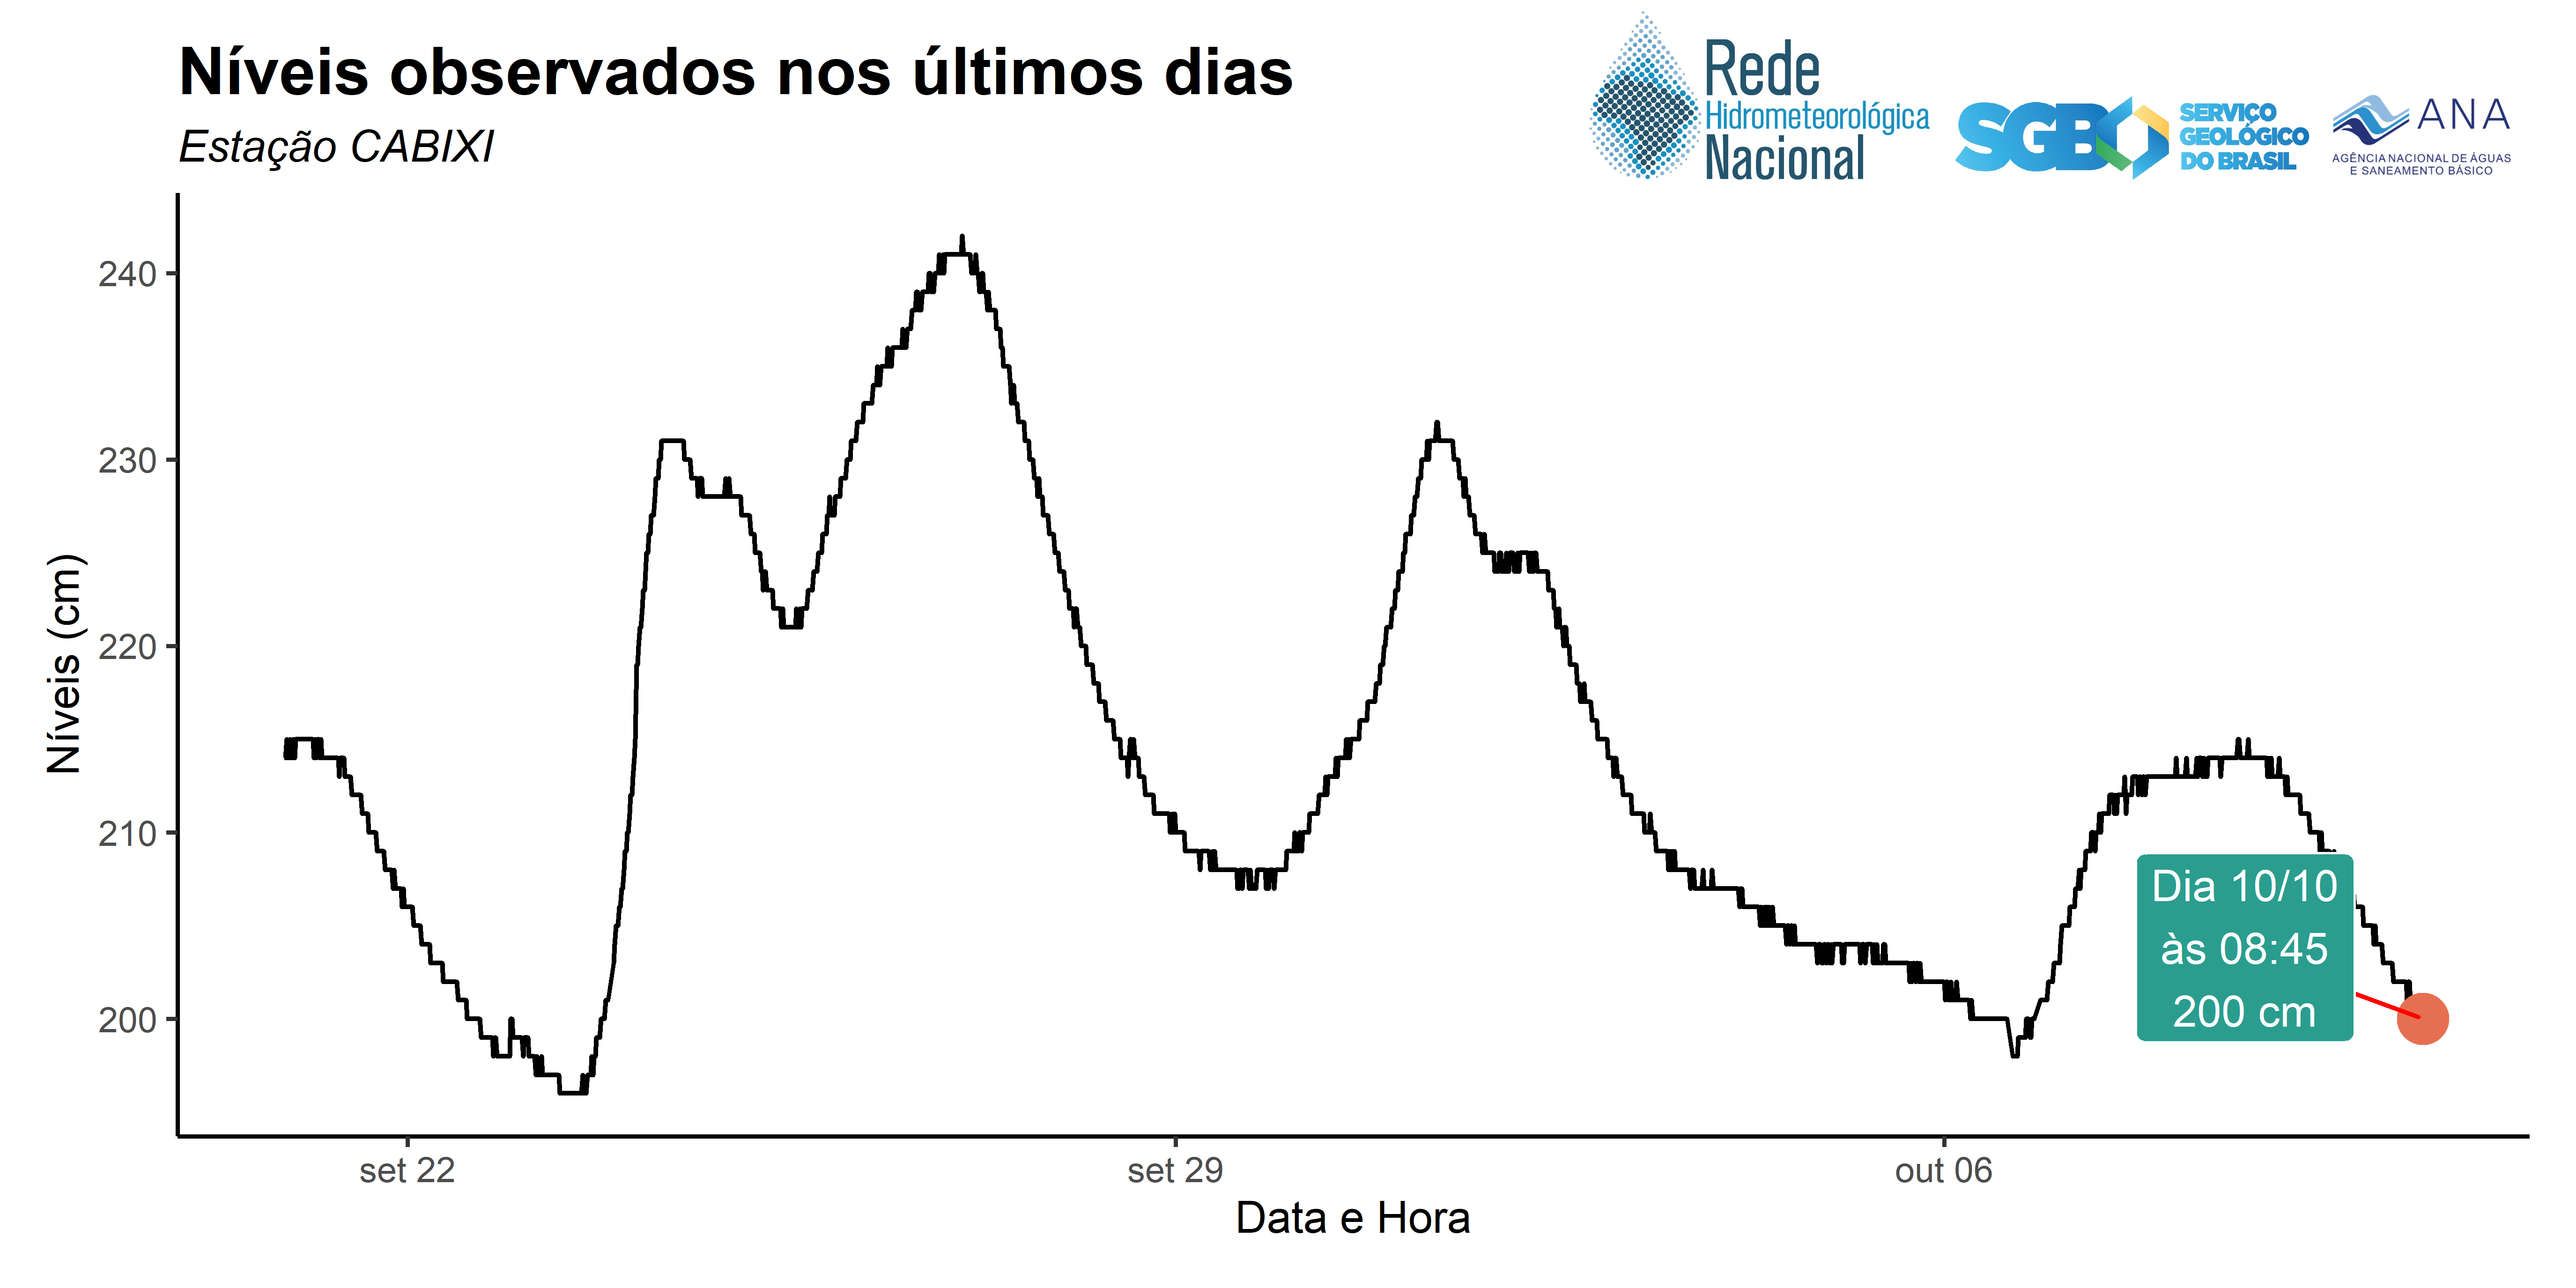 Níveis observados nos últimos dias
Estação CABIXI
Rede
Hidrometeorológica
Nacional
SGB
SERVIÇO
GEOLÓGICO
DO BRASIL
ANA
AGÊNCIA NACIONAL DE ÁGUAS
E SANEAMENTO BÁSICO
Níveis (cm)
240
230
220
210
200
Dia 10/10
às 08:45
200 cm
set 22
set 29
out 06
Data e Hora